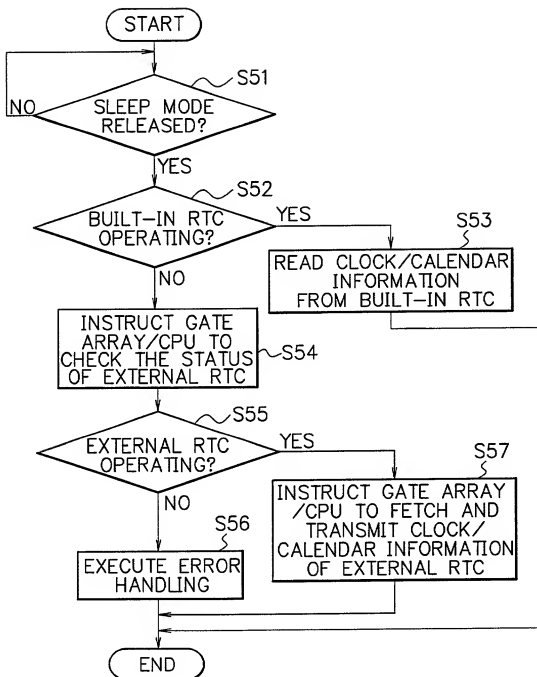 START
S51
SLEEP MODE
RELEASED?
NO
YES
S52
BUILT-IN RTC
OPERATING?
YES
NO
S53
READ CLOCK/CALENDAR
INFORMATION
FROM BUILT-IN RTC
INSTRUCT GATE
ARRAY/CPU TO
CHECK THE STATUS
OF EXTERNAL RTC
S54
S55
EXTERNAL RTC
OPERATING?
YES
NO
S57
INSTRUCT GATE ARRAY
/CPU TO FETCH AND
TRANSMIT CLOCK/
CALENDAR INFORMATION
OF EXTERNAL RTC
S56
EXECUTE ERROR
HANDLING
END